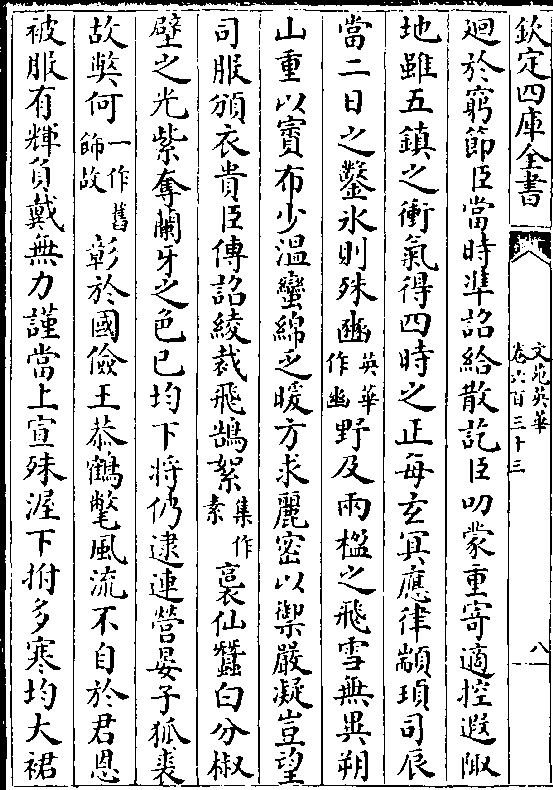 欽定四庫全書
文苑英華
卷六百三十三
八
廻於窮節臣當時準詔給散訖臣叨蒙重寄適控遐陬
地雖五鎮之衝氣得四時之正每玄冥應律顓頊司辰
當二日之鑿氷則殊豳英華作幽野及兩楹之飛雪無異朔
山重以賓布少溫蠻綿乏暖方求麗密以禦嚴凝豈望
司服頒衣貴臣傳詔綾裁飛鵠絮集作素裛仙蠶白分椒
壁之光紫奪蘭牙之色已均下將仍逮連營晏子狐裘
故獘何一作舊師故彰於國儉王恭鶴氅風流不自於君恩
被服有輝負戴無力謹當上宣殊渥下拊多寒均大裙